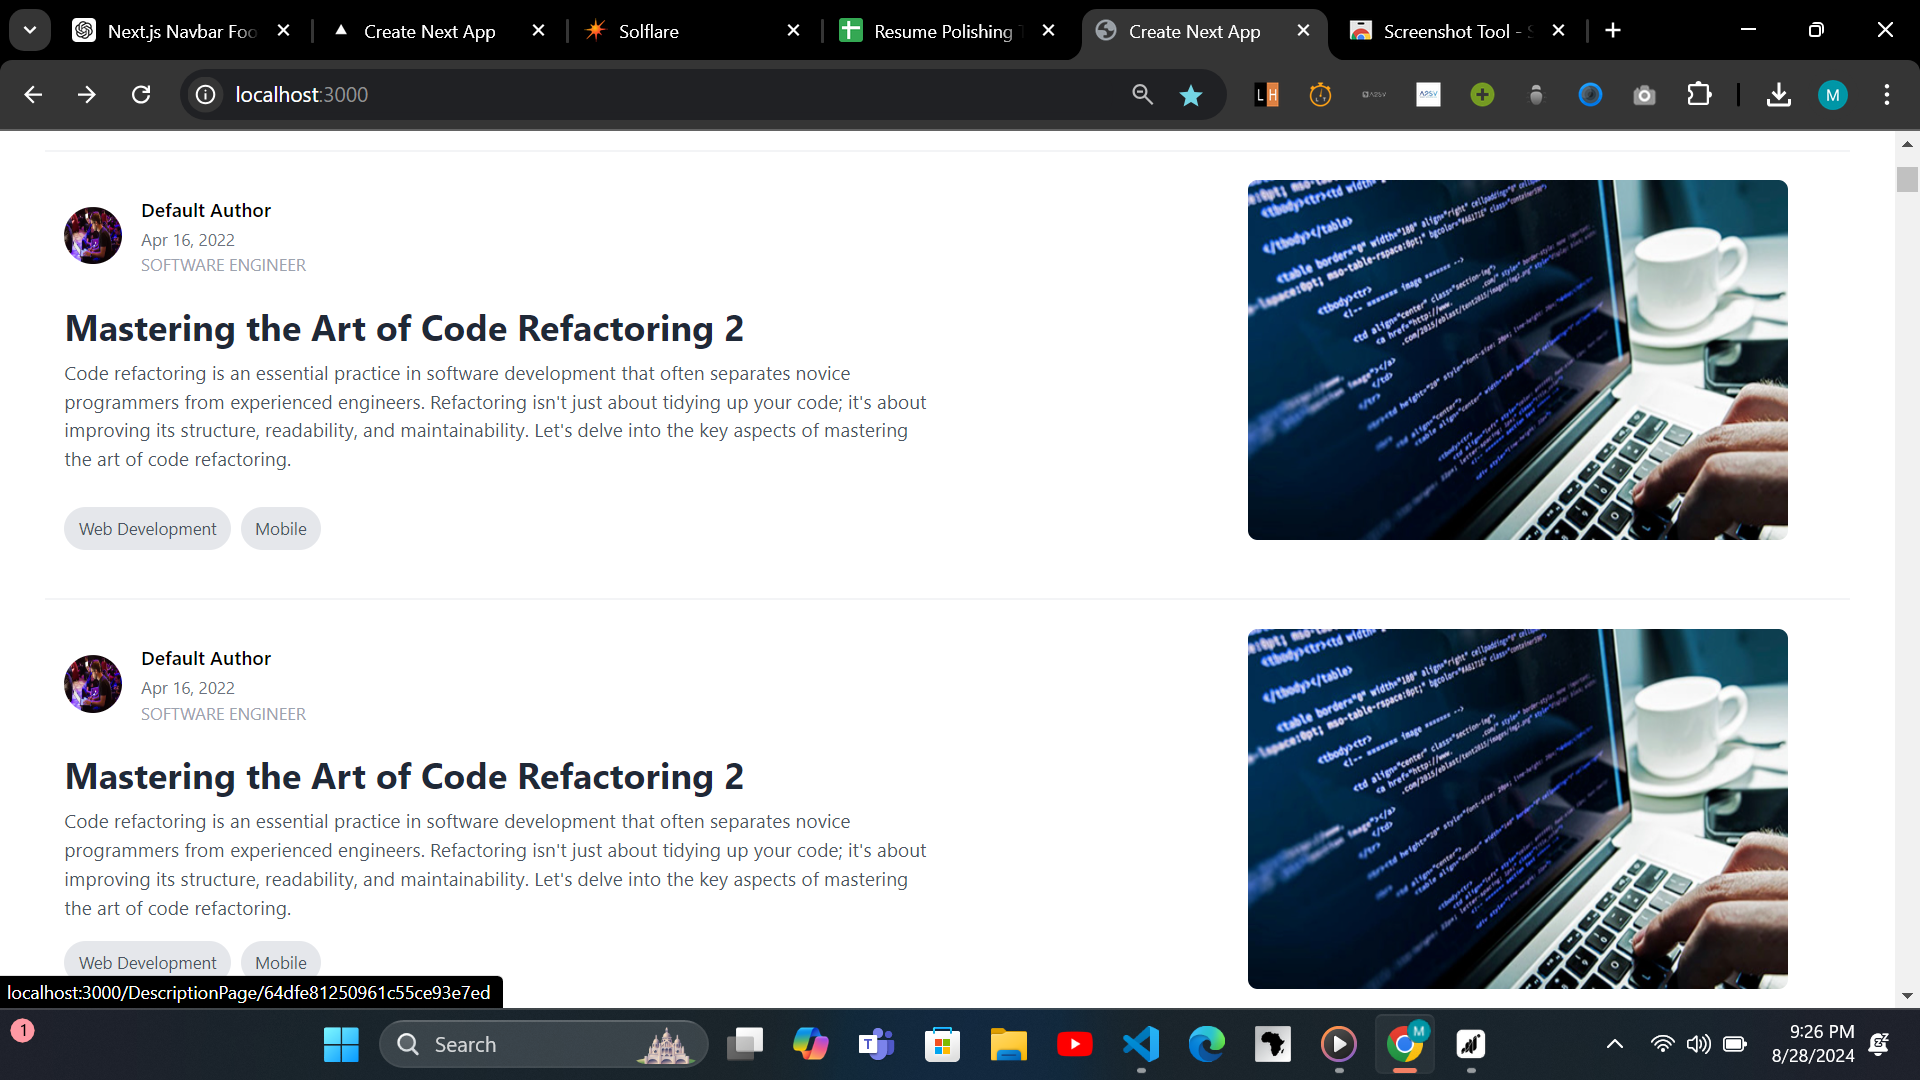 Next.js Navbar Foo
Create Next App
Solflare
Resume Polishing
Create Next App
Screenshot Tool -
localhost:3000
M
Default Author
Apr 16, 2022
SOFTWARE ENGINEER
Mastering the Art of Code Refactoring 2
Code refactoring is an essential practice in software development that often separates novice
programmers from experienced engineers. Refactoring isn't just about tidying up your code; it's about
improving its structure, readability, and maintainability. Let's delve into the key aspects of mastering
the art of code refactoring.
Web Development
Mobile
Default Author
Apr 16, 2022
SOFTWARE ENGINEER
Mastering the Art of Code Refactoring 2
Code refactoring is an essential practice in software development that often separates novice
programmers from experienced engineers. Refactoring isn't just about tidying up your code; it's about
improving its structure, readability, and maintainability. Let's delve into the key aspects of mastering
the art of code refactoring.
Web Development
Mobile
localhost:3000/DescriptionPage/64dfe81250961c55ce93e7ed
1
Search
9:26 PM
8/28/2024